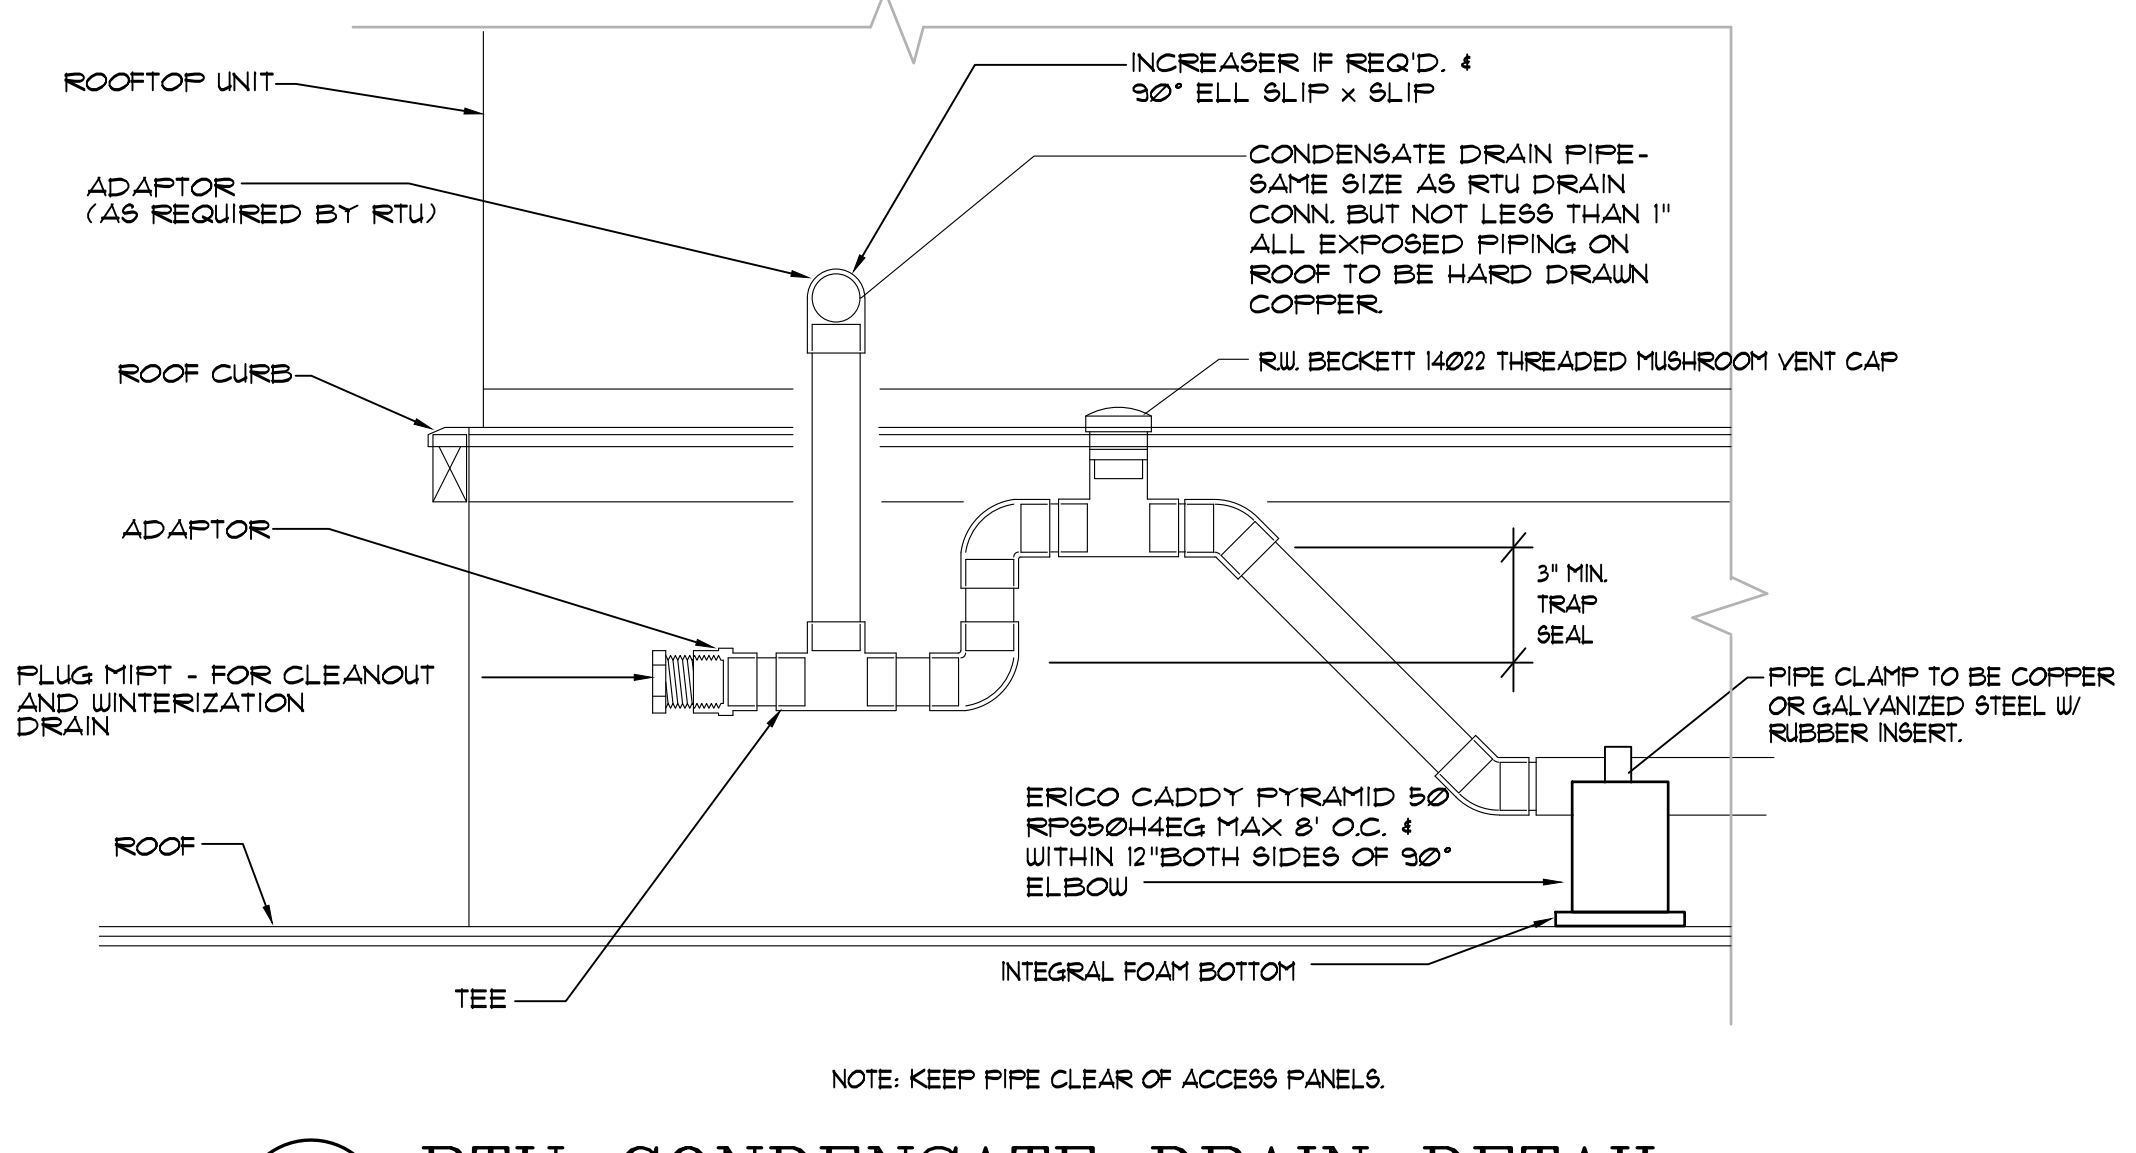 ROOFTOP UNIT
INCREASER IF REQ'D. &
90° ELL SLIP x SLIP
ADAPTOR
(AS REQUIRED BY RTU)
CONDENSATE DRAIN PIPE-
SAME SIZE AS RTU DRAIN
CONN. BUT NOT LESS THAN 1"
ALL EXPOSED PIPING ON
ROOF TO BE HARD DRAWN
COPPER.
R.W. BECKETT 14022 THREADED MUSHROOM VENT CAP
ROOF CURB
ADAPTOR
3" MIN.
TRAP
SEAL
PLUG MIPT - FOR CLEANOUT
AND WINTERIZATION
DRAIN
PIPE CLAMP TO BE COPPER
OR GALVANIZED STEEL W/
RUBBER INSERT.
ERICO CADDY PYRAMID 50
RPS50H4EG MAX 8' O.C. &
WITHIN 12"BOTH SIDES OF 90°
ELBOW
ROOF
INTEGRAL FOAM BOTTOM
TEE
NOTE: KEEP PIPE CLEAR OF ACCESS PANELS.
RTU CONDENSATE DRAIN DETAIL